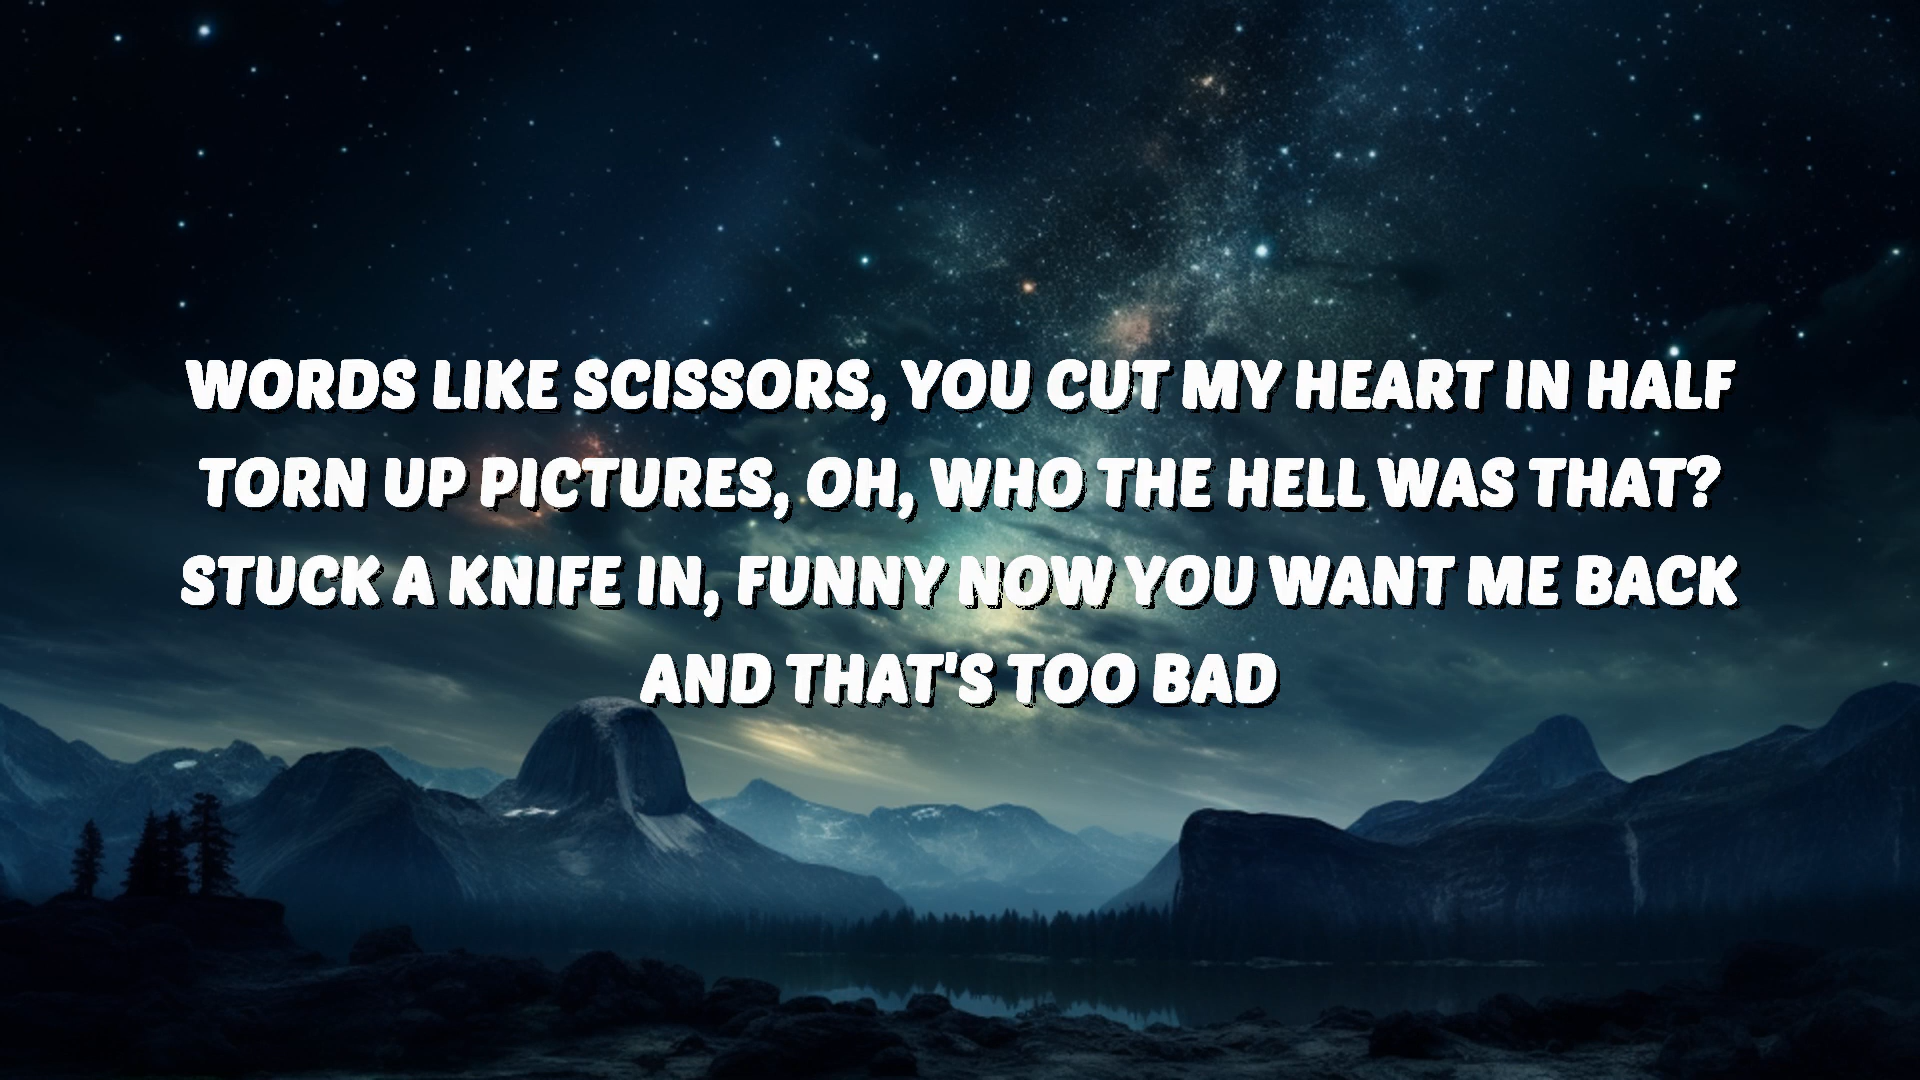 WORDS LIKE SCISSORS, YOU CUT MY HEART IN HALF
TORN UP PICTURES, OH, WHO THE HELL WAS THAT?
STUCK A KNIFE IN, FUNNY NOW YOU WANT ME BACK
AND THAT'S TOO BAD